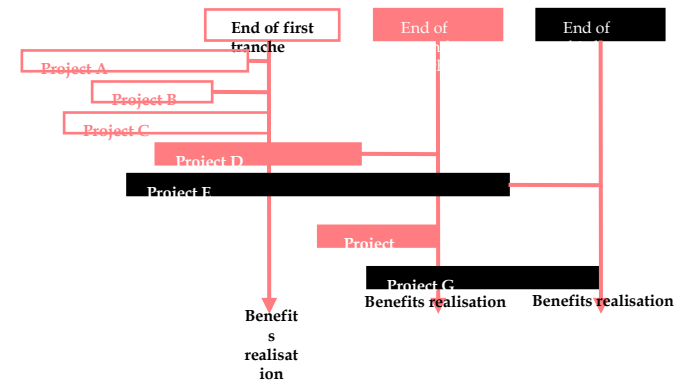 End of first
tranche
End of
End of
Project A
Project B
Project C
Project D
Project E
Project
Project G
Benefits realisation
Benefits realisation
Benefit
s
realisat
ion